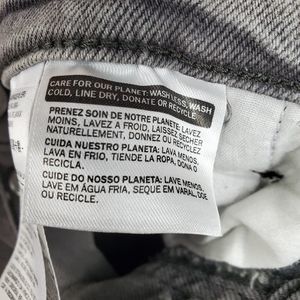 CARE FOR OUR PLANET: WASH LESS, WASH
COLD, LINE DRY, DONATE OR RECYCLE.
PRENEZ SOIN DE NOTRE PLANETE: LAVEZ
MOINS, LAVEZ A FROID, LAISSEZ SECHER
NATURELLEMENT, DONNEZ OU RECYCLEZ
CUIDA NUESTRO PLANETA: LAVA MENOS,
LAVA EN FRIO, TIENDE LA ROPA, DONA O
RECICLA.
CUIDE DO NOSSO PLANETA: LAVE MENOS,
LAVE EM ÁGUA FRIA, SEQUE EM VARAL, DOE
OU RECICLE.